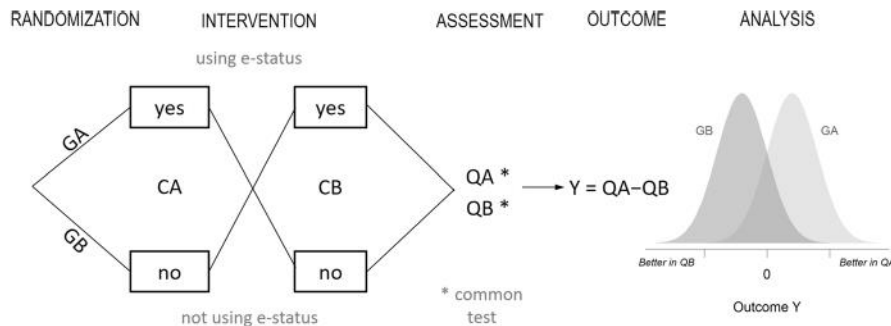 RANDOMIZATION INTERVENTION ASSESSMENT OUTCOME ANALYSIS
using e-status
yes yes
GA
GB GA
CA CB
QA *
QB *
Y = QA–QB
GB
no no
Better in QB 0 Better in QA
* common
test
not using e-status
Outcome Y